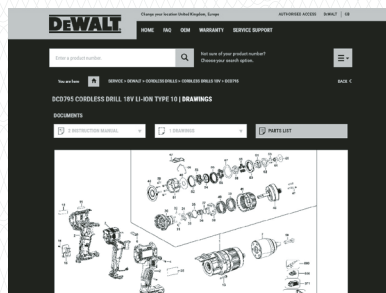 DEWALT
Change your location United Kingdom, Europe
AUTHORISED ACCESS DEWALT GB
HOME FAQ OEM WARRANTY SERVICE SUPPORT
Enter a product number
Not sure of your product number?
Choose your search option.
You are here
SERVICE > DEWALT > CORDLESS DRILLS > CORDLESS DRILLS 18V > DCD795
BACK <
DCD795 CORDLESS DRILL 18V LI-ION TYPE 10 | DRAWINGS
DOCUMENTS
2 INSTRUCTION MANUAL
1 DRAWINGS
PARTS LIST